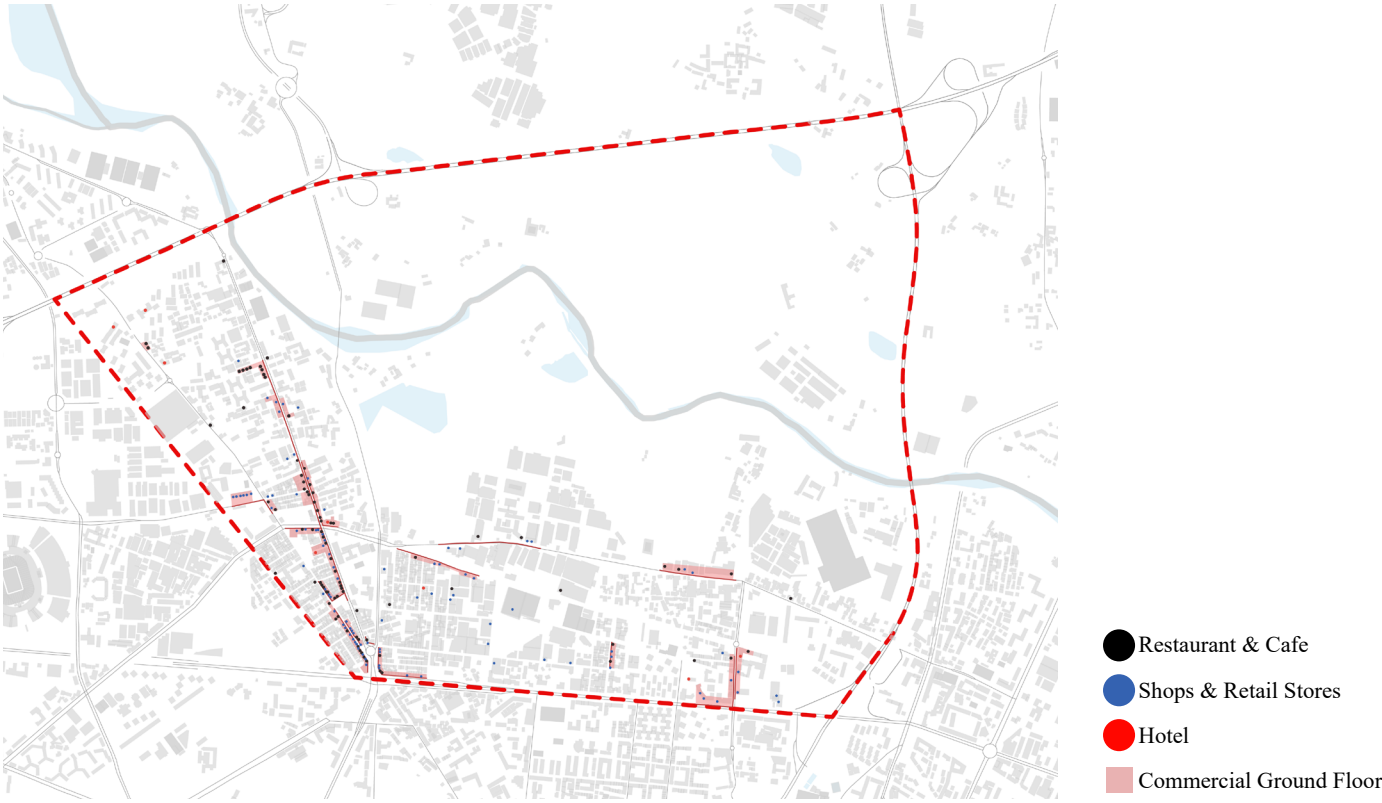 Restaurant & Cafe
Shops & Retail Stores
Hotel
Commercial Ground Floor